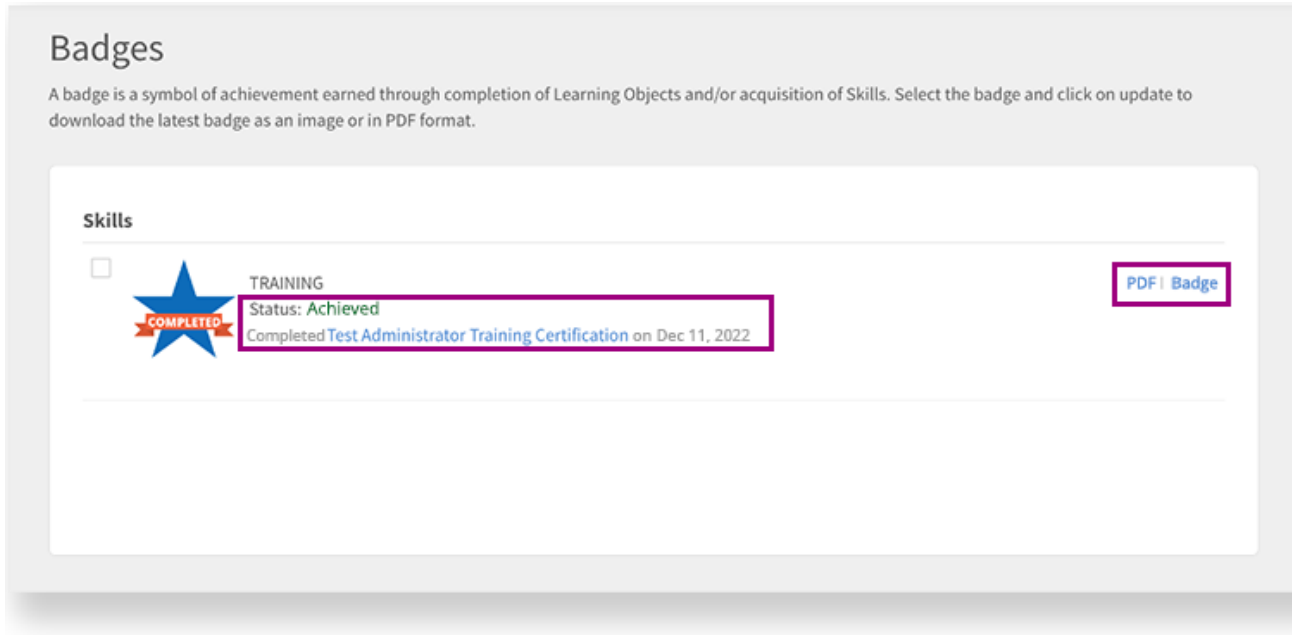 Badges
A badge is a symbol of achievement earned through completion of Learning Objects and/or acquisition of Skills. Select the badge and click on update to
download the latest badge as an image or in PDF format.
Skills
COMPLETED
TRAINING
PDF | Badge
Status: Achieved
Completed Test Administrator Training Certification on Dec 11, 2022